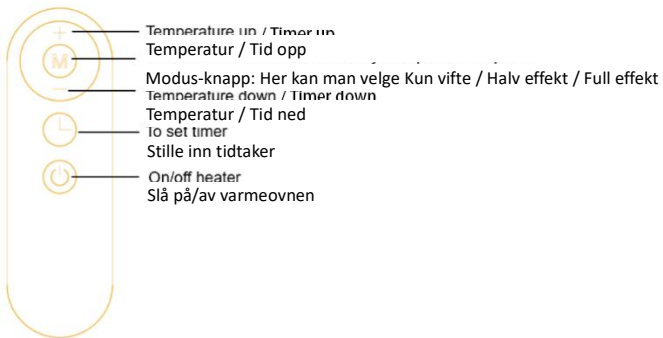 Temperature up / Timer up
+
Temperatur / Tid opp
M
Modus-knapp: Her kan man velge Kun vifte / Halv effekt / Full effekt
Temperature down / Timer down
−
Temperatur / Tid ned
To set timer
Stille inn tidtaker
On/off heater
Slå på/av varmeovnen